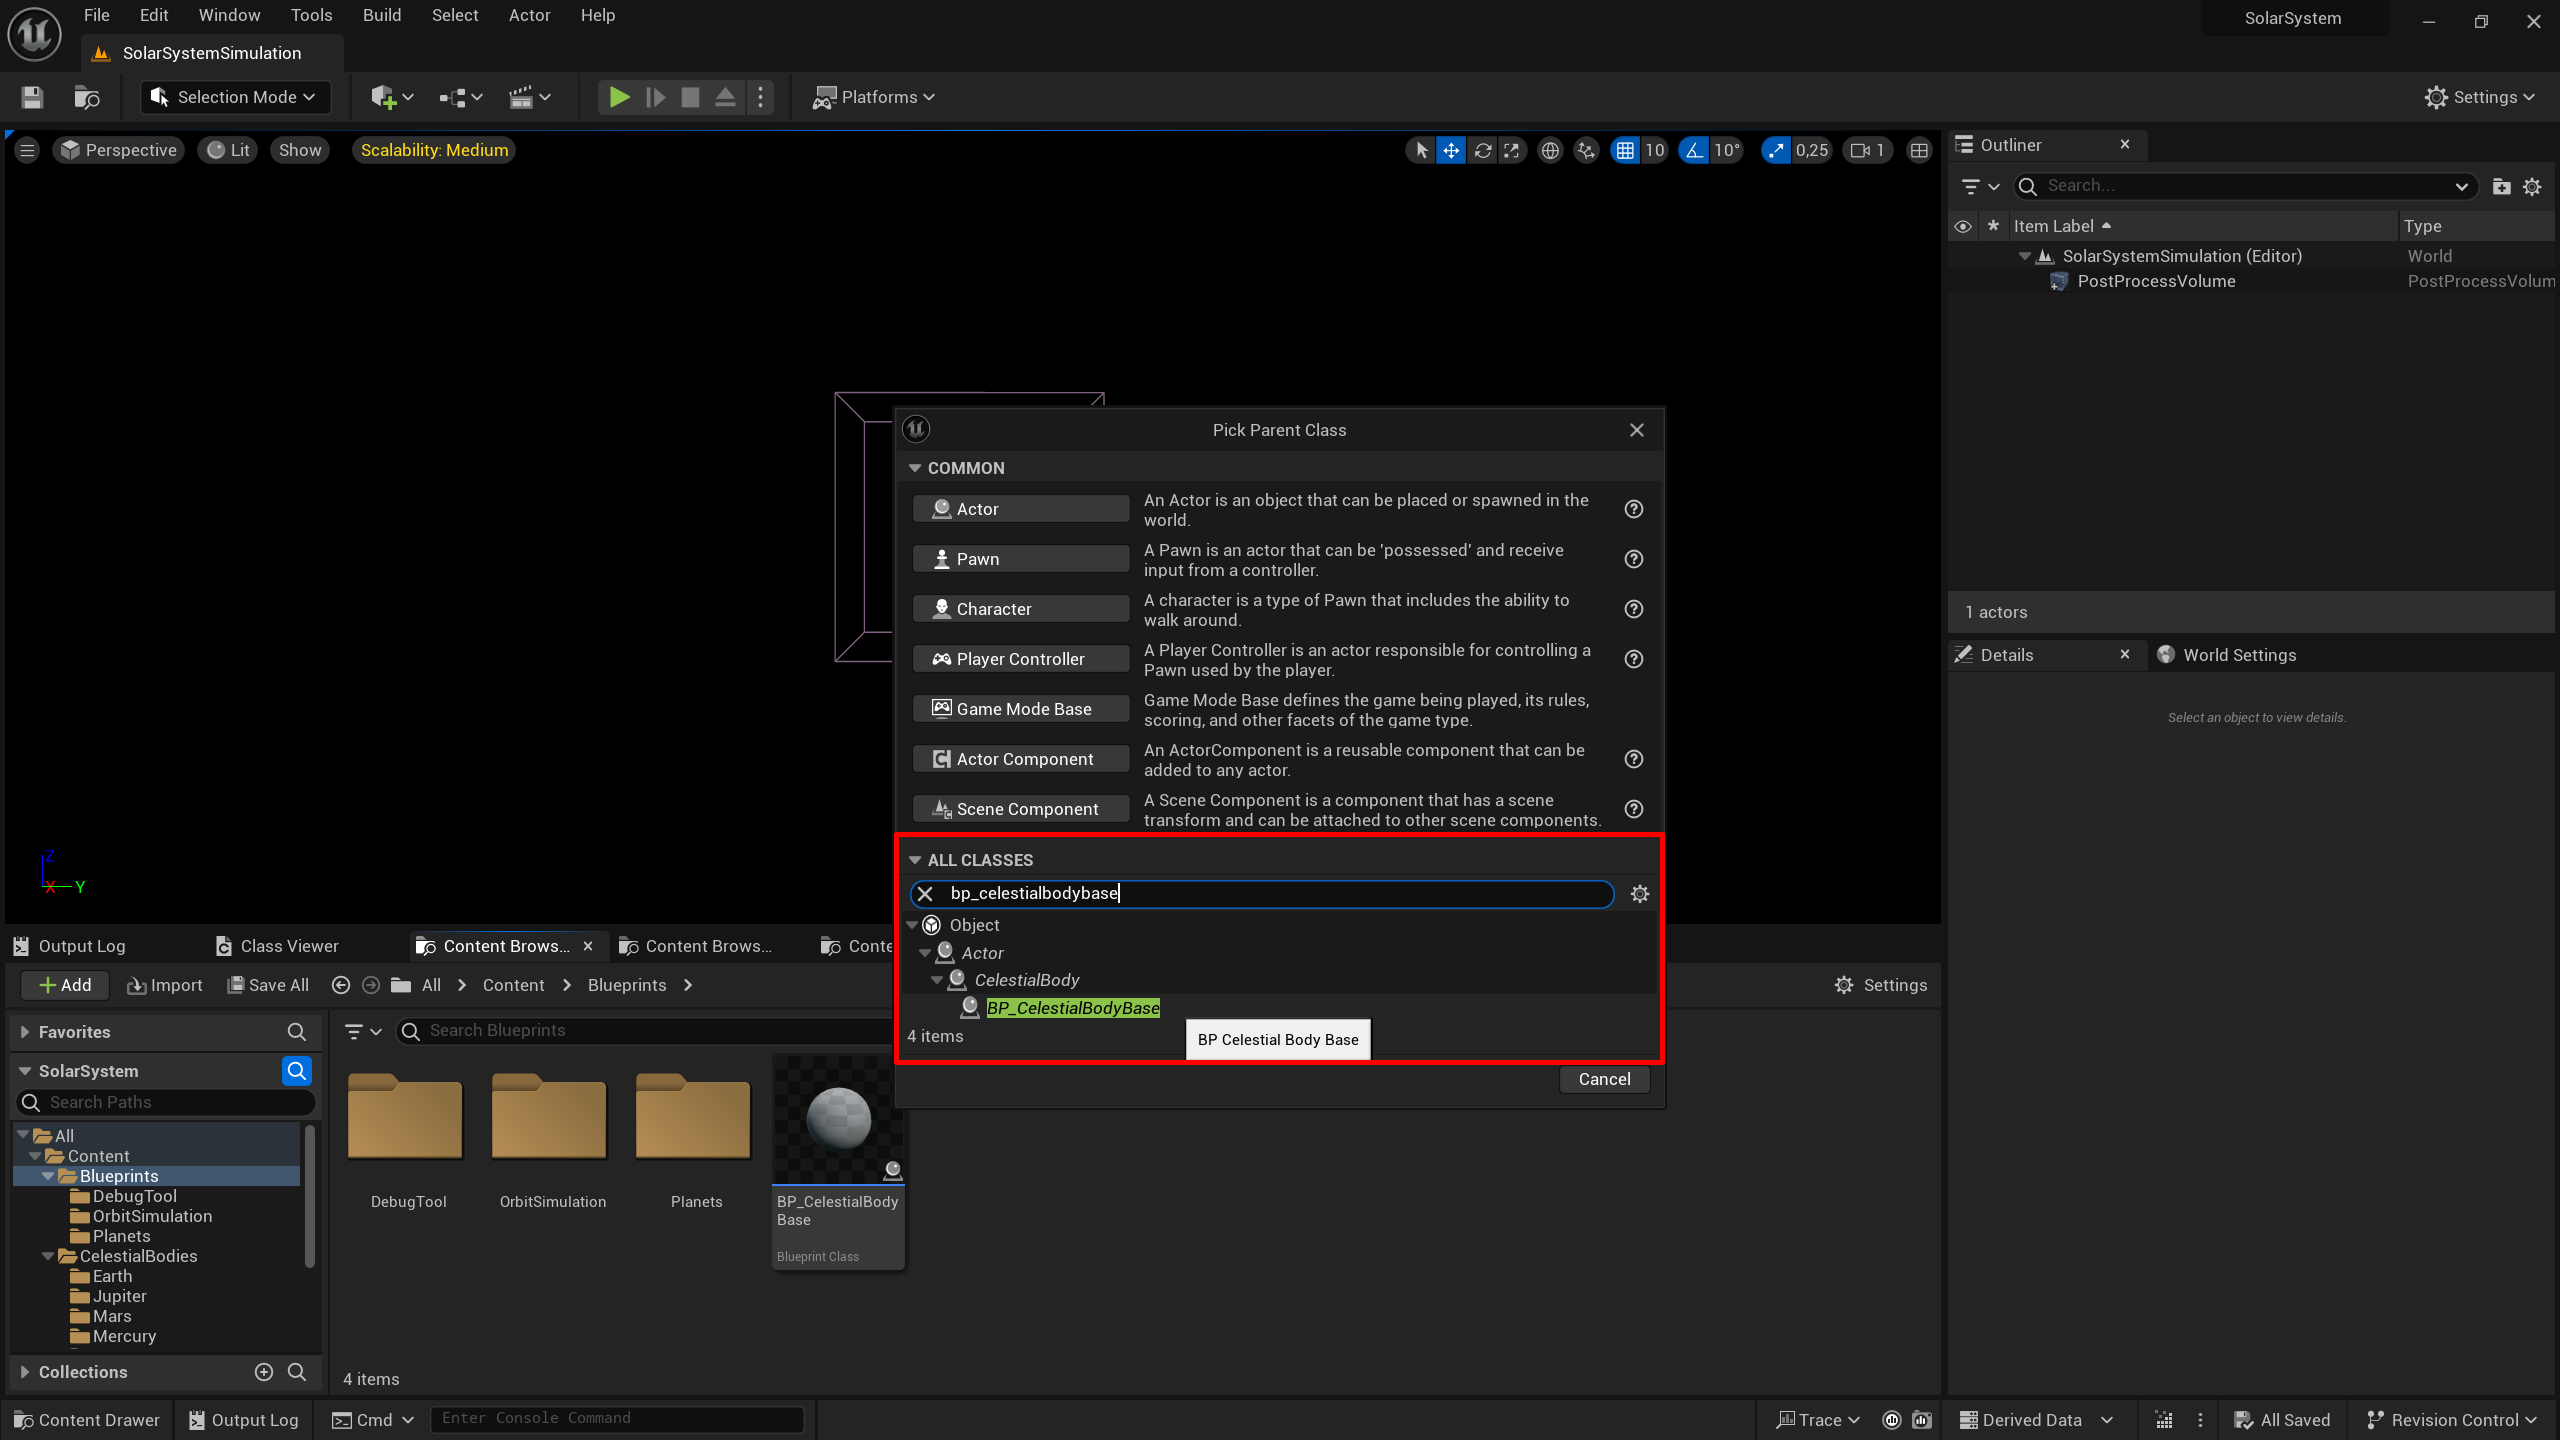 File Edit Window Tools Build Select Actor Help
SolarSystem
SolarSystemSimulation
Selection Mode
Platforms
Settings
Perspective Lit Show Scalability: Medium
10 10° 0,25 1
Outliner
Search...
Item Label Type
SolarSystemSimulation (Editor) World
PostProcessVolume PostProcessVolum
1 actors
Details World Settings
Select an object to view details.
Z
X Y
Pick Parent Class
COMMON
Actor
An Actor is an object that can be placed or spawned in the
world.
Pawn
A Pawn is an actor that can be 'possessed' and receive
input from a controller.
Character
A character is a type of Pawn that includes the ability to
walk around.
Player Controller
A Player Controller is an actor responsible for controlling a
Pawn used by the player.
Game Mode Base
Game Mode Base defines the game being played, its rules,
scoring, and other facets of the game type.
Actor Component
An ActorComponent is a reusable component that can be
added to any actor.
Scene Component
A Scene Component is a component that has a scene
transform and can be attached to other scene components.
ALL CLASSES
bp_celestialbodybase
Object
Actor
CelestialBody
BP_CelestialBodyBase
4 items
BP Celestial Body Base
Cancel
Output Log Class Viewer Content Brows... Content Brows... Conte
Add Import Save All All Content Blueprints
Settings
Favorites
SolarSystem
Search Paths
All
Content
Blueprints
DebugTool
OrbitSimulation
Planets
CelestialBodies
Earth
Jupiter
Mars
Mercury
Collections
Search Blueprints
DebugTool
OrbitSimulation
Planets
BP_CelestialBody
Base
Blueprint Class
4 items
Content Drawer Output Log Cmd Enter Console Command
Trace Derived Data All Saved Revision Control